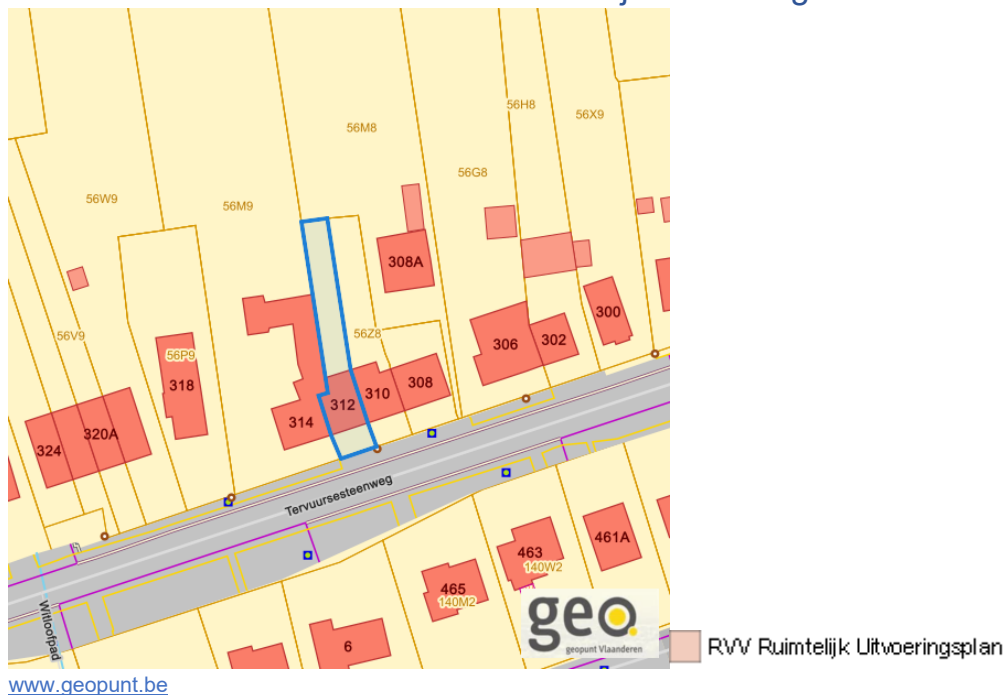 56H8
56X9
56M8
56G8
56W9
56M9
308A
56Z8
56V9
56P9
318
300
306
302
308
310
312
314
320A
324
Tervuursesteenweg
461A
463
140W2
465
140M2
6
Witloofpad
geo.
geopunt Vlaanderen
RVV Ruimtelijk Uitvoeringsplan
www.geopunt.be